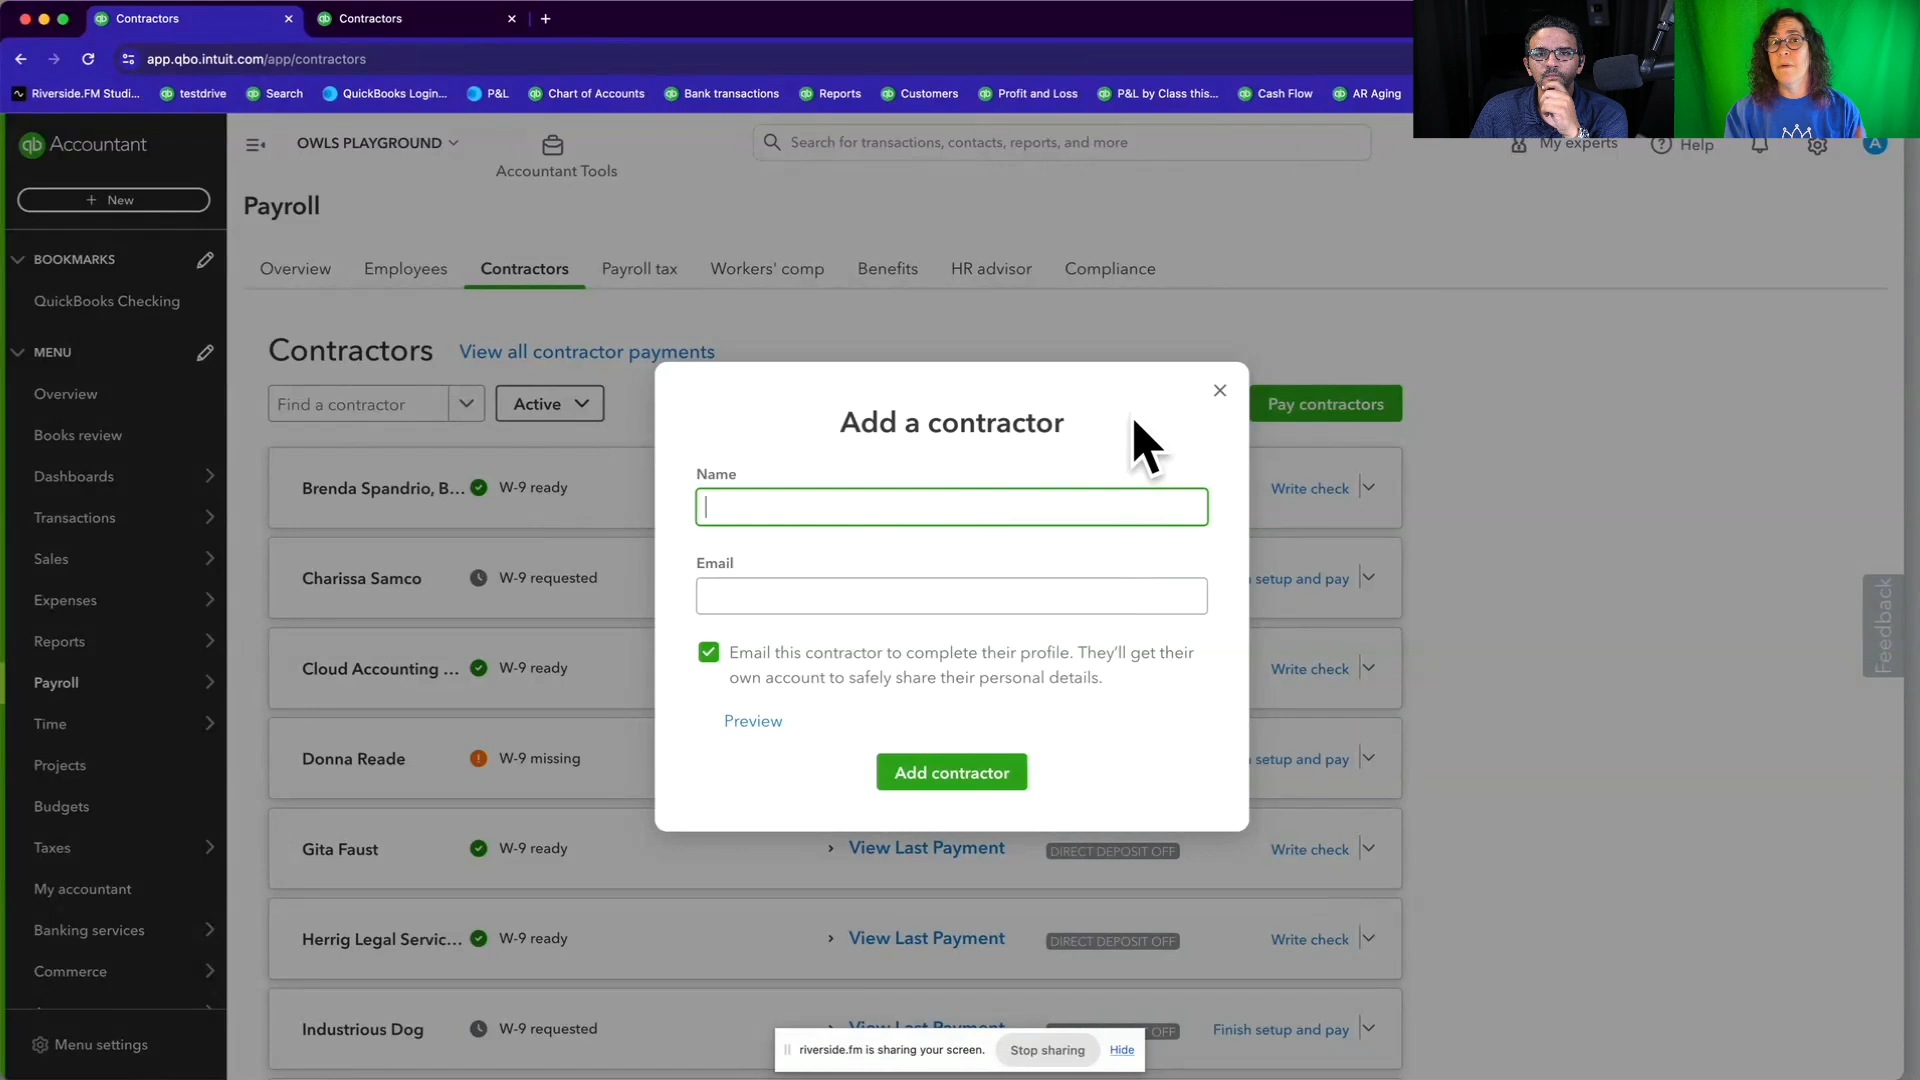 Contractors
Contractors
app.qbo.intuit.com/app/contractors
Riverside.FM Studi...
testdrive
Search
QuickBooks Login...
P&L
Chart of Accounts
Bank transactions
Reports
Customers
Profit and Loss
P&L by Class this...
Cash Flow
AR Aging
qb Accountant
OWLS PLAYGROUND
Accountant Tools
Search for transactions, contacts, reports, and more
My experts
Help
A
+ New
Payroll
Overview
Employees
Contractors
Payroll tax
Workers' comp
Benefits
HR advisor
Compliance
BOOKMARKS
QuickBooks Checking
MENU
Overview
Books review
Dashboards
Transactions
Sales
Expenses
Reports
Payroll
Time
Projects
Budgets
Taxes
My accountant
Banking services
Commerce
Menu settings
Contractors
View all contractor payments
Find a contractor
Active
Pay contractors
Brenda Spandrio, B...
W-9 ready
Write check
Charissa Samco
W-9 requested
setup and pay
Cloud Accounting ...
W-9 ready
Write check
Donna Reade
W-9 missing
setup and pay
Gita Faust
W-9 ready
View Last Payment
DIRECT DEPOSIT OFF
Write check
Herrig Legal Servic...
W-9 ready
View Last Payment
DIRECT DEPOSIT OFF
Write check
Industrious Dog
W-9 requested
View Last Payment
OFF
Finish setup and pay
Add a contractor
Name
Email
Email this contractor to complete their profile. They'll get their
own account to safely share their personal details.
Preview
Add contractor
Feedback
riverside.fm is sharing your screen.
Stop sharing
Hide